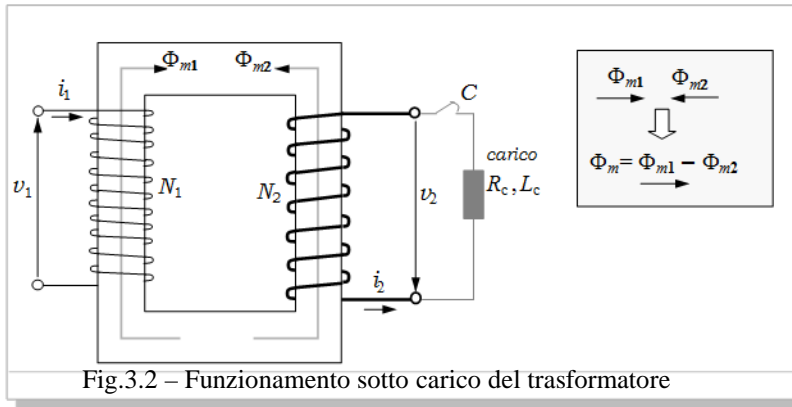 Φm1 Φm2
i1
C
v1
N1
N2
v2
carico
Rc, Lc
i2
Φm1 Φm2
Φm = Φm1 − Φm2
Fig.3.2 – Funzionamento sotto carico del trasformatore